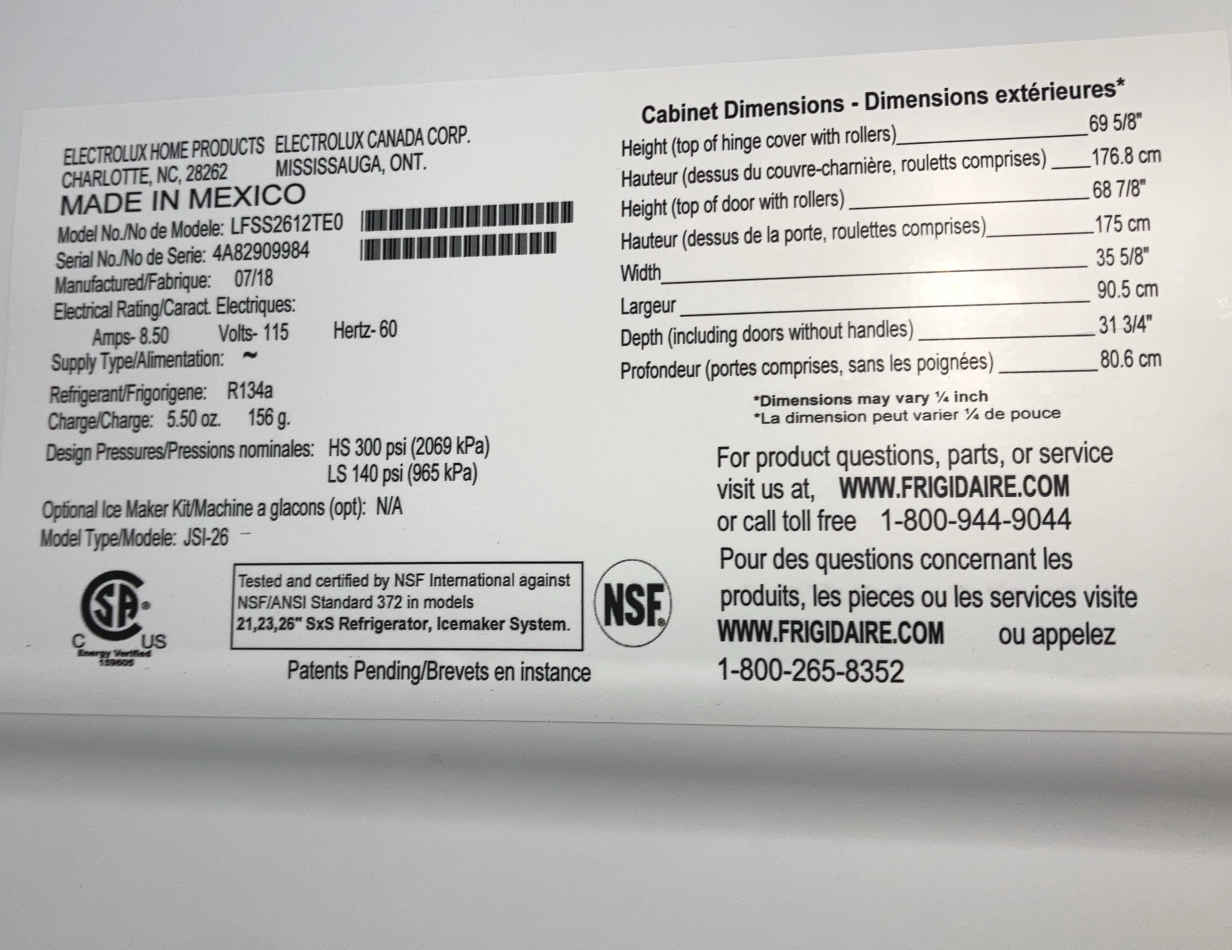 ELECTROLUX HOME PRODUCTS ELECTROLUX CANADA CORP.
CHARLOTTE, NC, 28262 MISSISSAUGA, ONT.
MADE IN MEXICO
Model No./No de Modele: LFSS2612TE0
Serial No./No de Serie: 4A82909984
Manufactured/Fabrique: 07/18
Electrical Rating/Caract. Electriques:
Amps- 8.50 Volts- 115 Hertz- 60
Supply Type/Alimentation: ~
Refrigerant/Frigorigene: R134a
Charge/Charge: 5.50 oz. 156 g.
Design Pressures/Pressions nominales: HS 300 psi (2069 kPa)
LS 140 psi (965 kPa)
Optional Ice Maker Kit/Machine a glacons (opt): N/A
Model Type/Modele: JSI-26 –
SA ®
C US
Energy Verified
159605
Tested and certified by NSF International against
NSF/ANSI Standard 372 in models
21,23,26" SxS Refrigerator, Icemaker System.
NSF®
Patents Pending/Brevets en instance
Cabinet Dimensions - Dimensions extérieures*
Height (top of hinge cover with rollers) 69 5/8"
Hauteur (dessus du couvre-charnière, rouletts comprises) 176.8 cm
Height (top of door with rollers) 68 7/8"
Hauteur (dessus de la porte, roulettes comprises) 175 cm
Width 35 5/8"
Largeur 90.5 cm
Depth (including doors without handles) 31 3/4"
Profondeur (portes comprises, sans les poignées) 80.6 cm
*Dimensions may vary ¼ inch
*La dimension peut varier ¼ de pouce
For product questions, parts, or service
visit us at, WWW.FRIGIDAIRE.COM
or call toll free 1-800-944-9044
Pour des questions concernant les
produits, les pieces ou les services visite
WWW.FRIGIDAIRE.COM ou appelez
1-800-265-8352